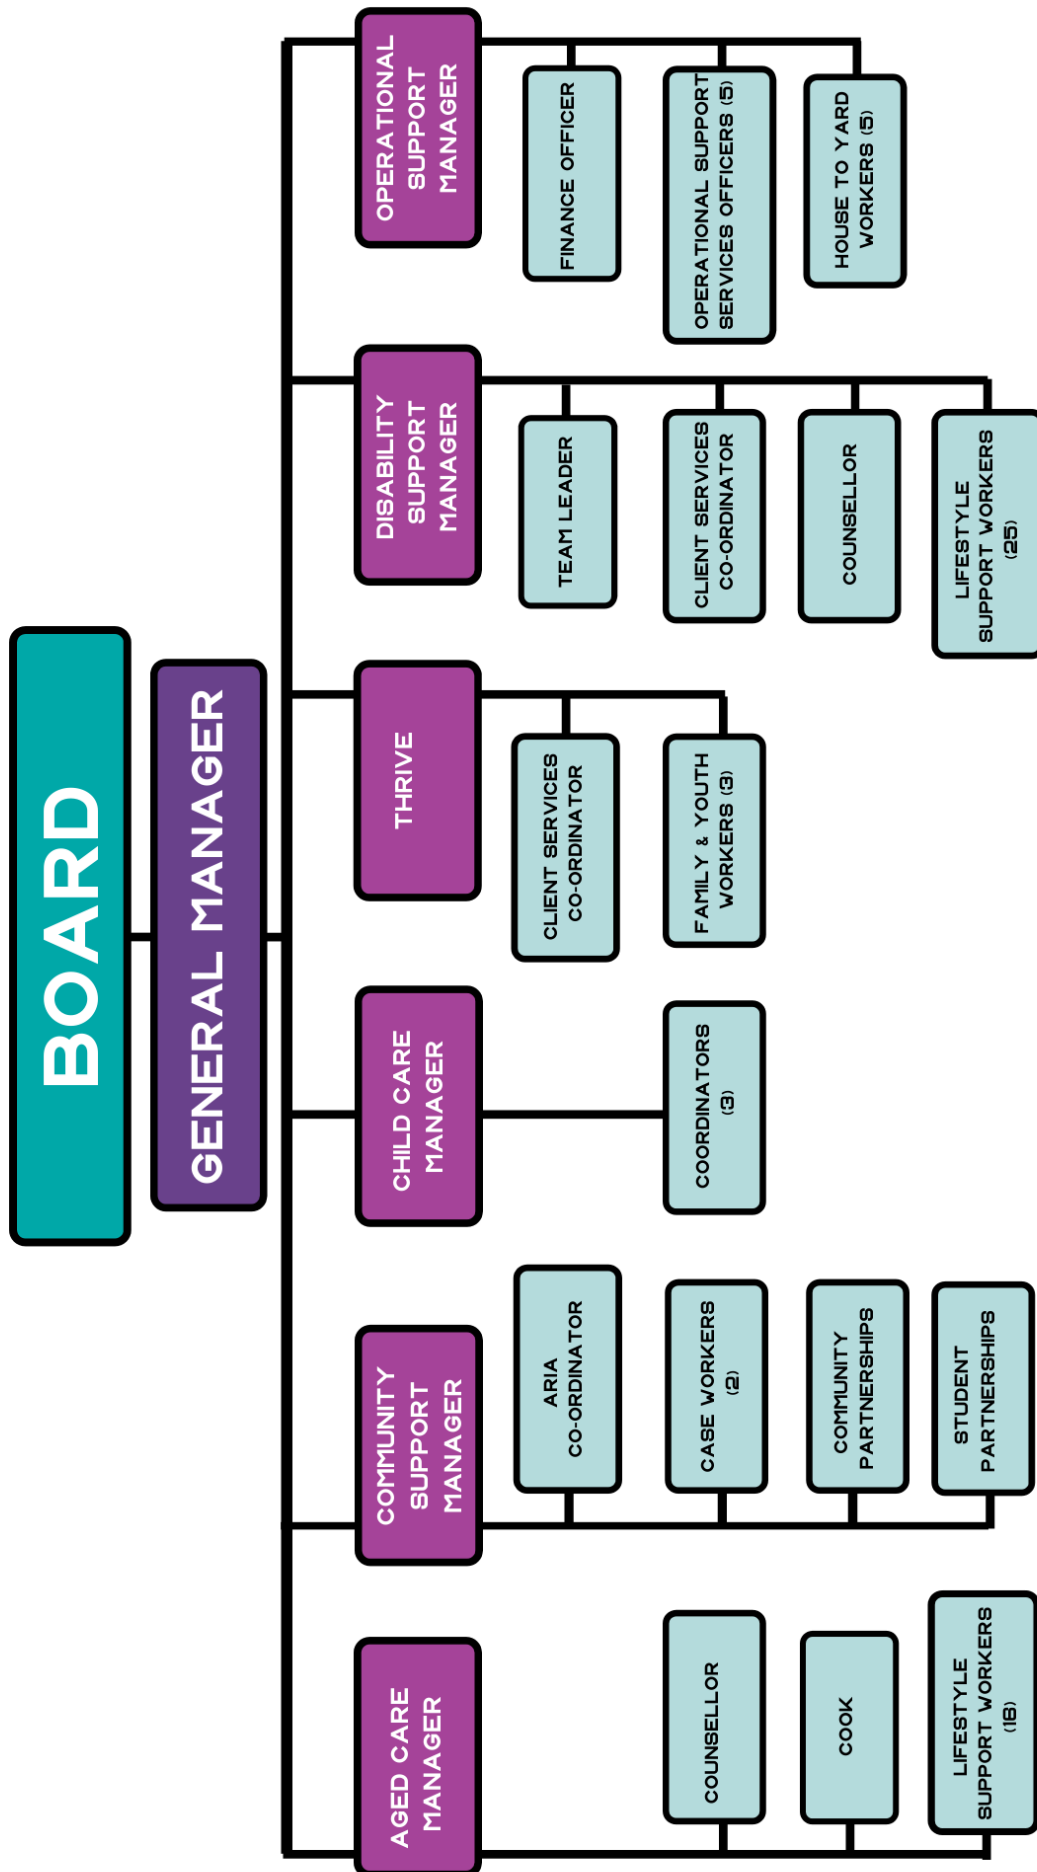 BOARD
GENERAL MANAGER
AGED CARE
MANAGER
COUNSELLOR
COOK
LIFESTYLE
SUPPORT WORKERS
(16)
COMMUNITY
SUPPORT
MANAGER
ARIA
CO-ORDINATOR
CASE WORKERS
(2)
COMMUNITY
PARTNERSHIPS
STUDENT
PARTNERSHIPS
CHILD CARE
MANAGER
COORDINATORS
(3)
THRIVE
CLIENT SERVICES
CO-ORDINATOR
FAMILY & YOUTH
WORKERS (3)
DISABILITY
SUPPORT
MANAGER
TEAM LEADER
CLIENT SERVICES
CO-ORDINATOR
COUNSELLOR
LIFESTYLE
SUPPORT WORKERS
(25)
OPERATIONAL
SUPPORT
MANAGER
FINANCE OFFICER
OPERATIONAL SUPPORT
SERVICES OFFICERS (5)
HOUSE TO YARD
WORKERS (5)